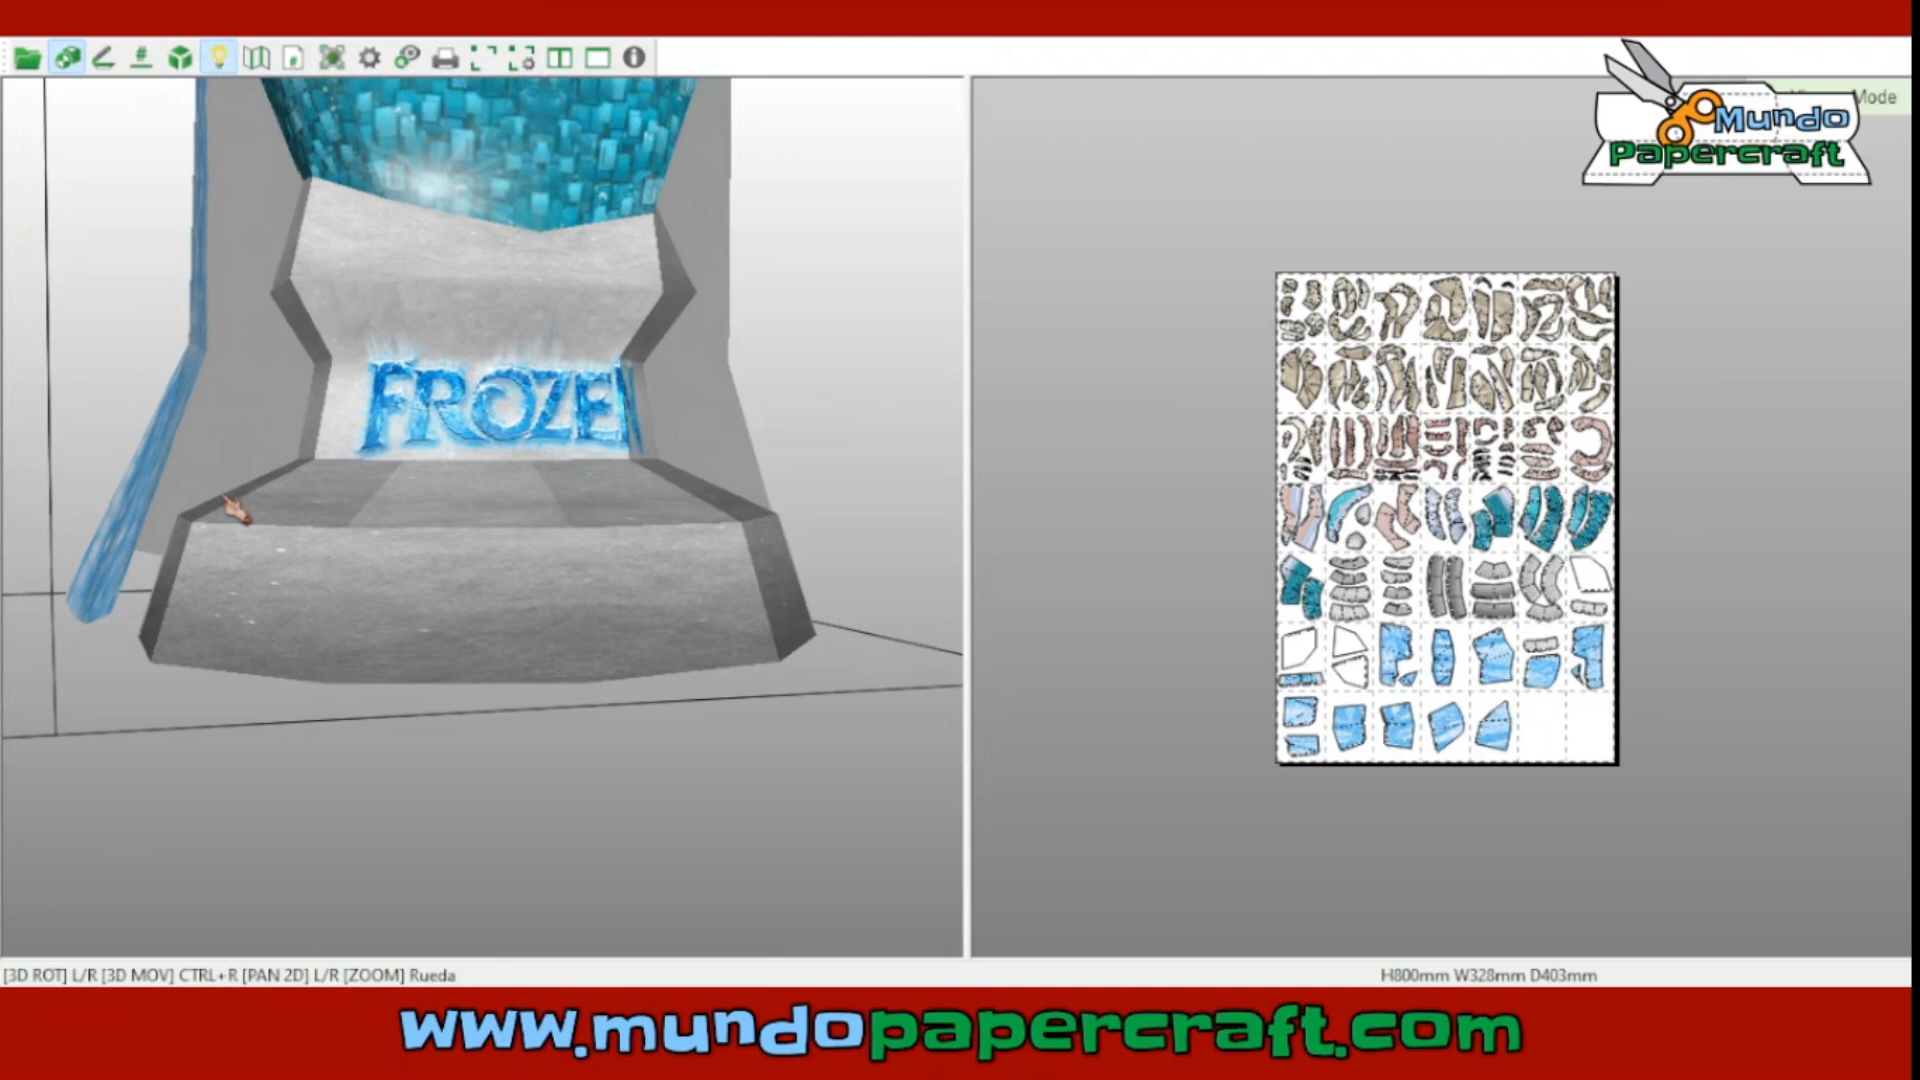 Mode
Mundo
Papercraft
FROZEN
[3D ROT] L/R [3D MOV] CTRL+R [PAN 2D] L/R [ZOOM] Rueda
H800mm W328mm D403mm
www.mundopapercraft.com